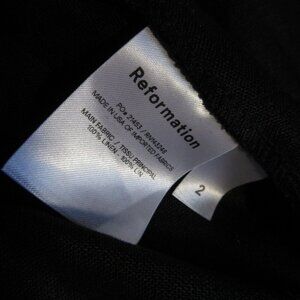 Reformation
MADE IN USA OF IMPORTED FABRICS
MAIN FABRIC / TISSU PRINCIPAL
100% LINEN / 100% LIN
2